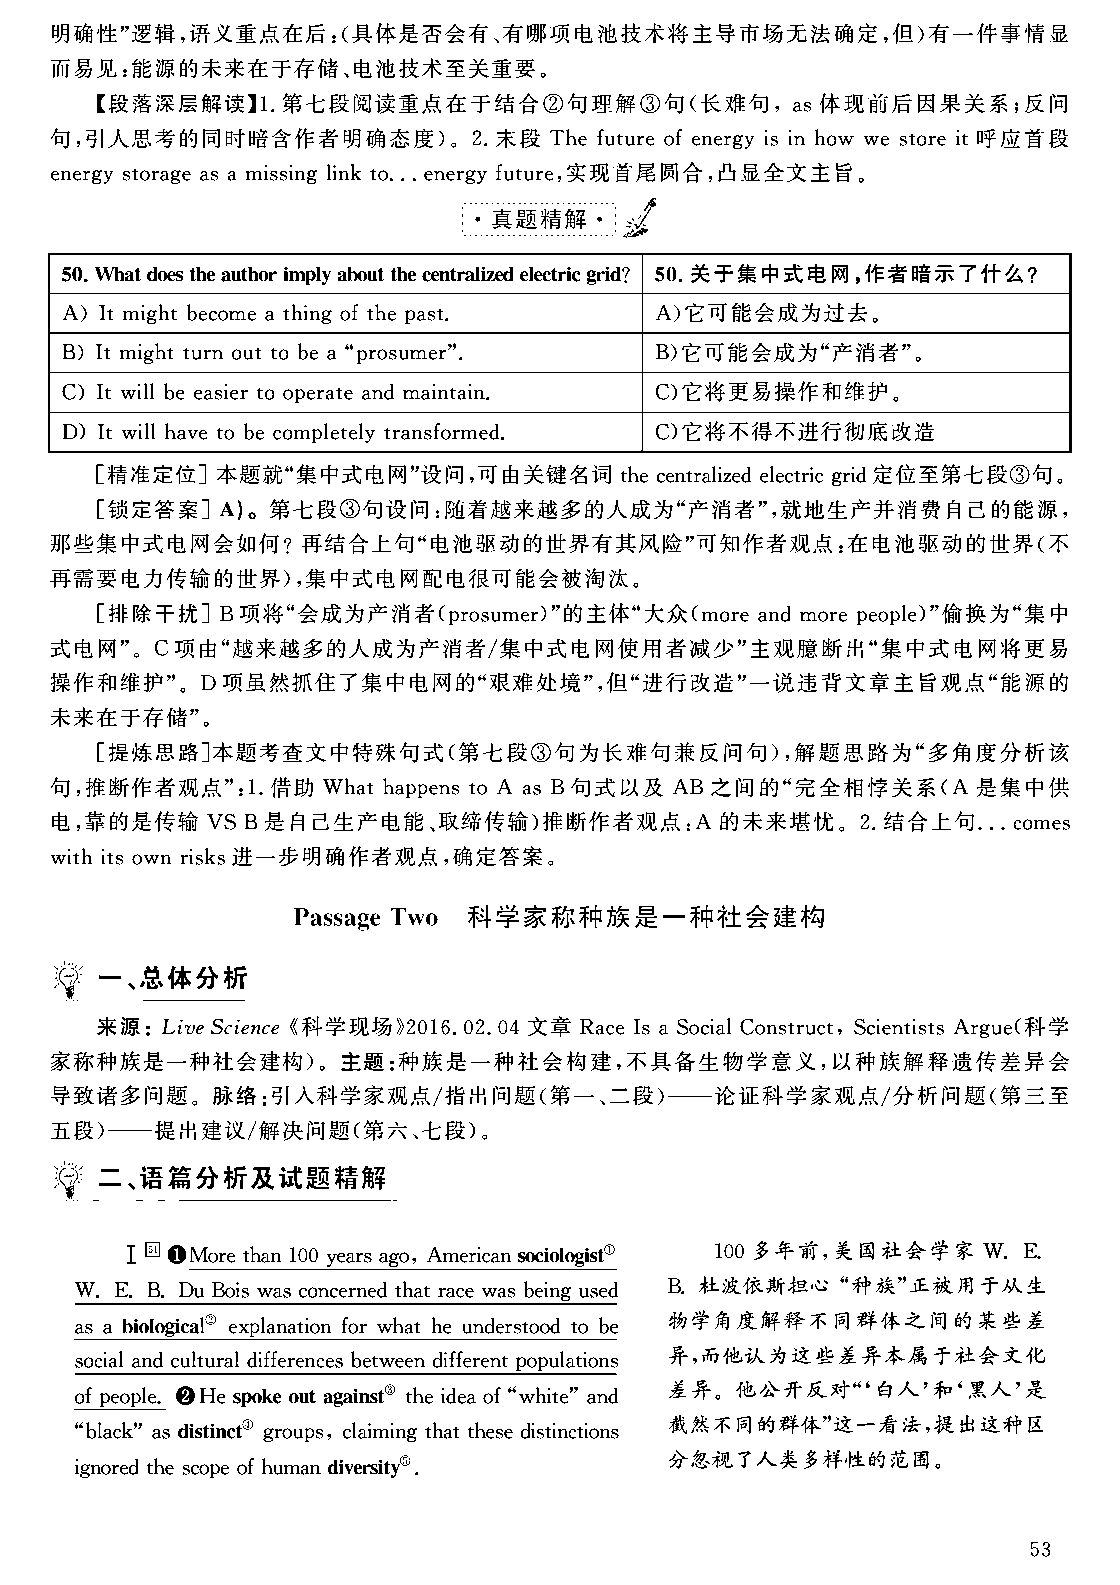 明确性”逻辑,语义重点在后:(具体是否会有、有哪项电池技术将主导市场无法确定,但)有一件事情显
而易见:能源的未来在于存储、电池技术至关重要。
【段落深层解读】1. 第七段阅读重点在于结合②句理解③句(长难句, as 体现前后因果关系;反问
句,引人思考的同时暗含作者明确态度)。2. 末段 The future of energy is in how we store it 呼应首段
energy storage as a missing link to... energy future,实现首尾圆合,凸显全文主旨。
·真题精解·
50. What does the author imply about the centralized electric grid? 50. 关于集中式电网,作者暗示了什么?
A) It might become a thing of the past. A)它可能会成为过去。
B) It might turn out to be a “prosumer”. B)它可能会成为“产消者”。
C) It will be easier to operate and maintain. C)它将更易操作和维护。
D) It will have to be completely transformed. C)它将不得不进行彻底改造
[精准定位] 本题就“集中式电网”设问,可由关键名词 the centralized electric grid 定位至第七段③句。
[锁定答案] A)。第七段③句设问:随着越来越多的人成为“产消者”,就地生产并消费自己的能源,
那些集中式电网会如何?再结合上句“电池驱动的世界有其风险”可知作者观点:在电池驱动的世界(不
再需要电力传输的世界),集中式电网配电很可能会被淘汰。
[排除干扰] B 项将“会成为产消者(prosumer)”的主体“大众(more and more people)”偷换为“集中
式电网”。C 项由“越来越多的人成为产消者/集中式电网使用者减少”主观臆断出“集中式电网将更易
操作和维护”。D 项虽然抓住了集中电网的“艰难处境”,但“进行改造”一说违背文章主旨观点“能源的
未来在于存储”。
[提炼思路]本题考查文中特殊句式(第七段③句为长难句兼反问句),解题思路为“多角度分析该
句,推断作者观点”:1. 借助 What happens to A as B 句式以及 AB 之间的“完全相悖关系(A 是集中供
电,靠的是传输 VS B 是自己生产电能、取缔传输)推断作者观点:A 的未来堪忧。2. 结合上句... comes
with its own risks 进一步明确作者观点,确定答案。
Passage Two 科学家称种族是一种社会建构
一、总体分析
来源: Live Science《科学现场》2016. 02. 04 文章 Race Is a Social Construct, Scientists Argue(科学
家称种族是一种社会建构)。主题:种族是一种社会构建,不具备生物学意义,以种族解释遗传差异会
导致诸多问题。脉络:引入科学家观点/指出问题(第一、二段)——论证科学家观点/分析问题(第三至
五段)——提出建议/解决问题(第六、七段)。
二、语篇分析及试题精解
I 51 ❶More than 100 years ago, American sociologist①
W. E. B. Du Bois was concerned that race was being used
as a biological② explanation for what he understood to be
social and cultural differences between different populations
of people. ❷He spoke out against③ the idea of “white” and
“black” as distinct④ groups, claiming that these distinctions
ignored the scope of human diversity⑤.
100 多年前,美国社会学家 W. E.
B. 杜波依斯担心“种族”正被用于从生
物学角度解释不同群体之间的某些差
异,而他认为这些差异本属于社会文化
差异。他公开反对“‘白人’和‘黑人’是
截然不同的群体”这一看法,提出这种区
分忽视了人类多样性的范围。
53